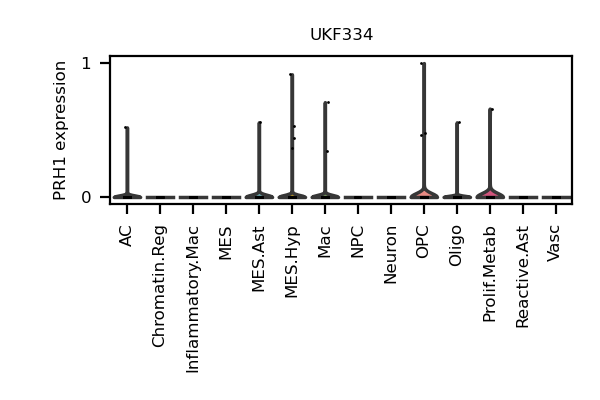 UKF334
PRH1 expression
1
0
AC
Chromatin.Reg
Inflammatory.Mac
MES
MES.Ast
MES.Hyp
Mac
NPC
Neuron
OPC
Oligo
Prolif.Metab
Reactive.Ast
Vasc